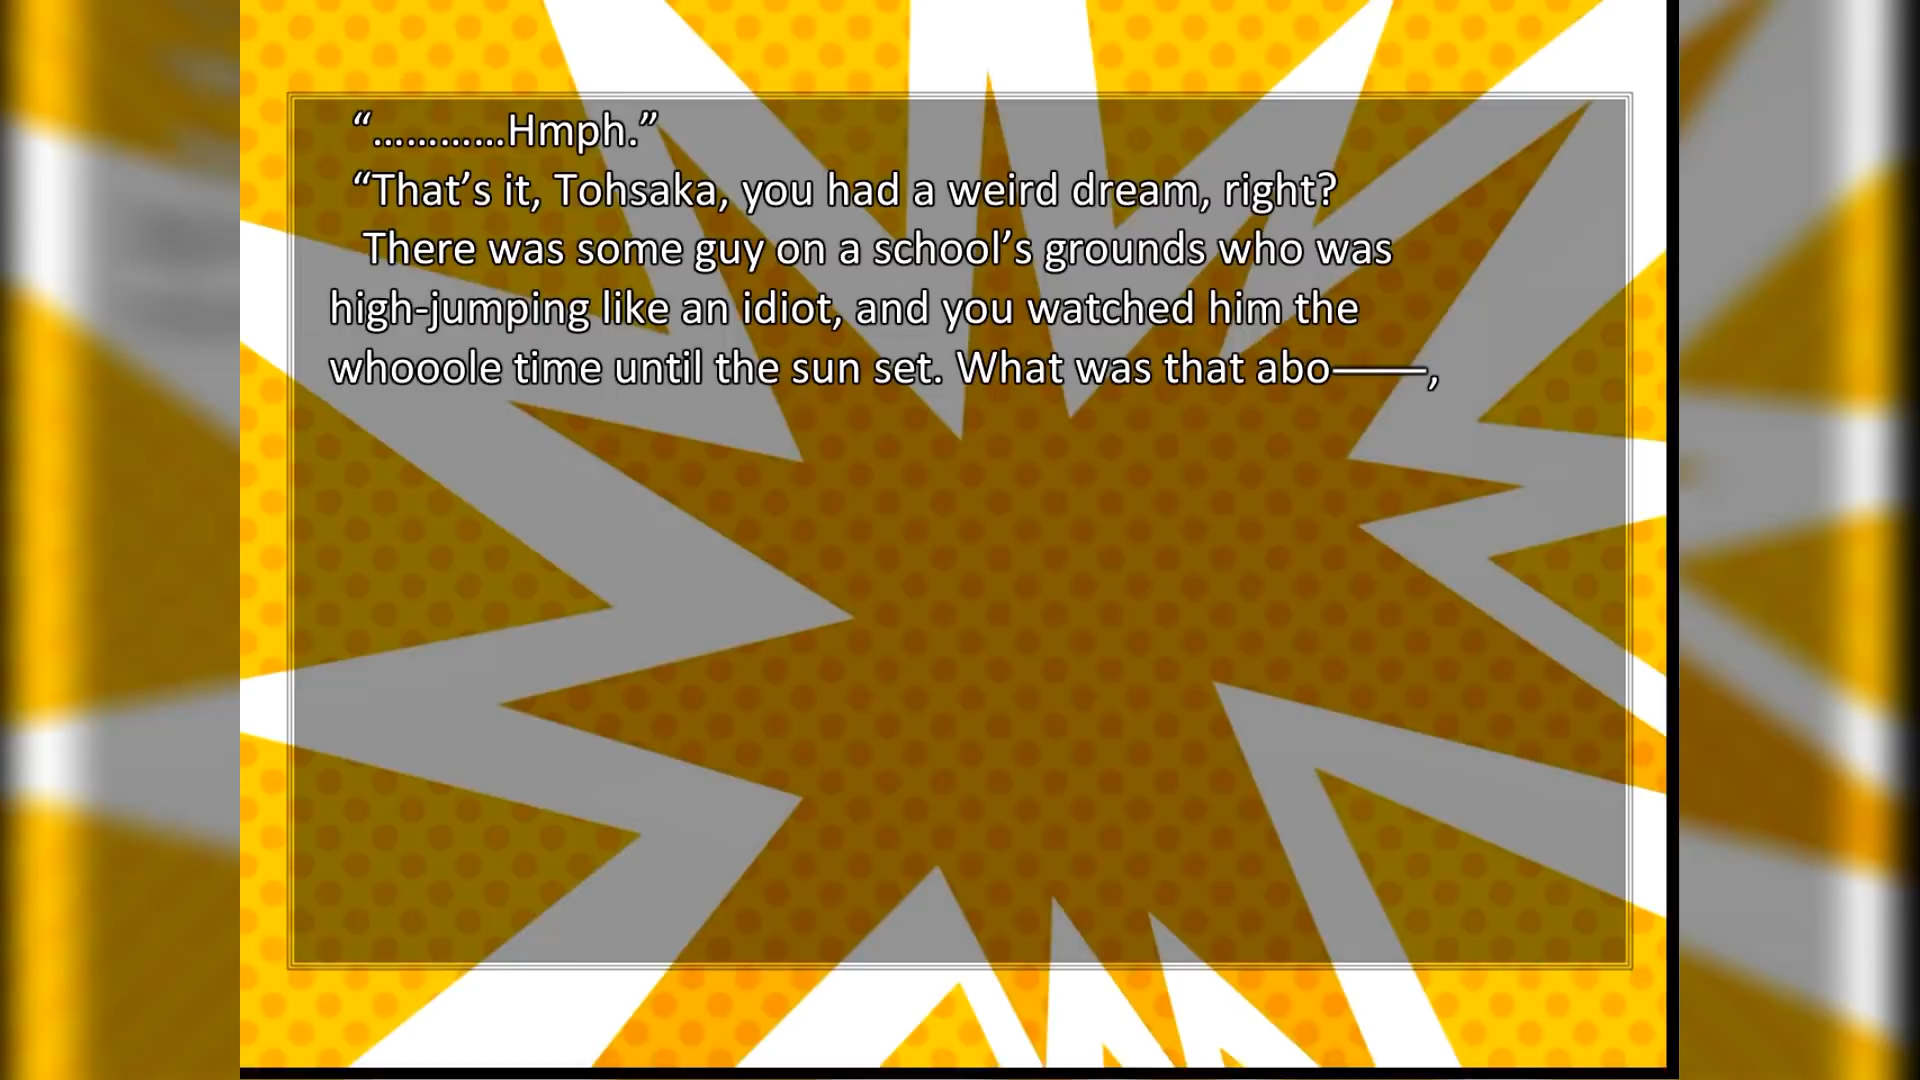 “…………Hmph.”
“That’s it, Tohsaka, you had a weird dream, right?
There was some guy on a school’s grounds who was
high-jumping like an idiot, and you watched him the
whooole time until the sun set. What was that abo――,